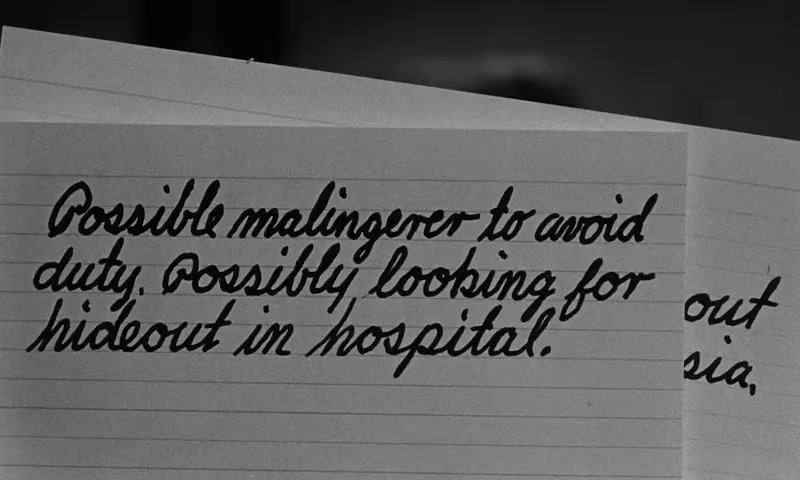 Possible malingerer to avoid
duty. Possibly looking for
hideout in hospital.
out
sia.